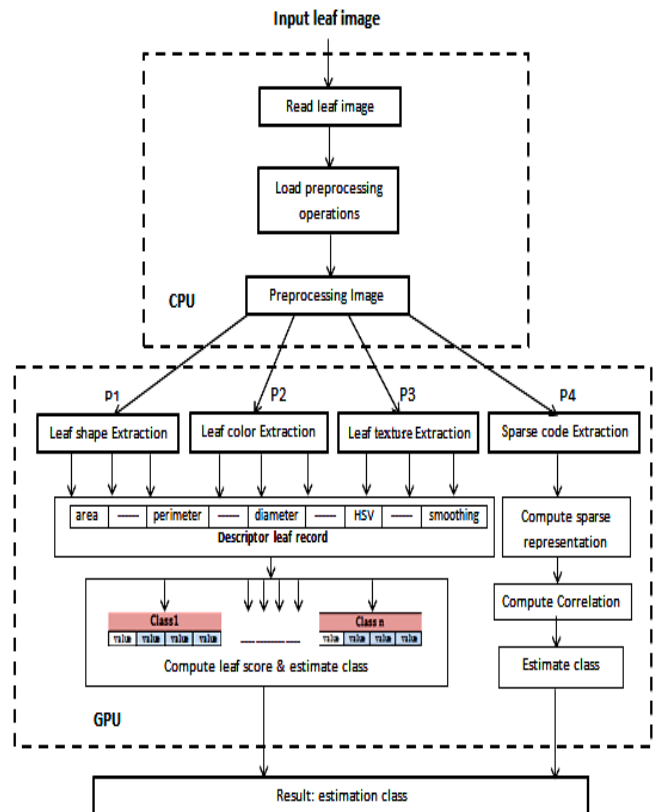 Input leaf image
Read leaf image
Load preprocessing
operations
Preprocessing Image
CPU
P1 P2 P3 P4
Leaf shape Extraction Leaf color Extraction Leaf texture Extraction Sparse code Extraction
area perimeter diameter HSV smoothing
Descriptor leaf record
Compute sparse
representation
Class1 Class n
value value value value value value value value
Compute leaf score & estimate class
Compute Correlation
Estimate class
GPU
Result: estimation class